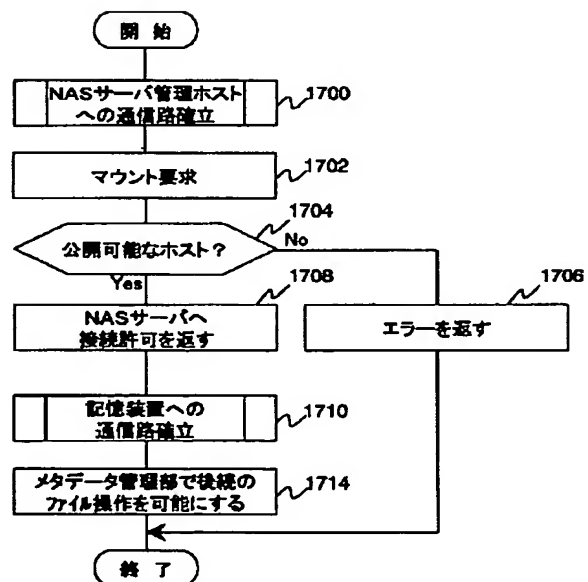 開 始
NASサーバ管理ホスト
への通信路確立
1700
マウント要求
1702
公開可能なホスト?
1704
No
Yes
NASサーバへ
接続許可を返す
1708
エラーを返す
1706
記憶装置への
通信路確立
1710
メタデータ管理部で後続の
ファイル操作を可能にする
1714
終 了